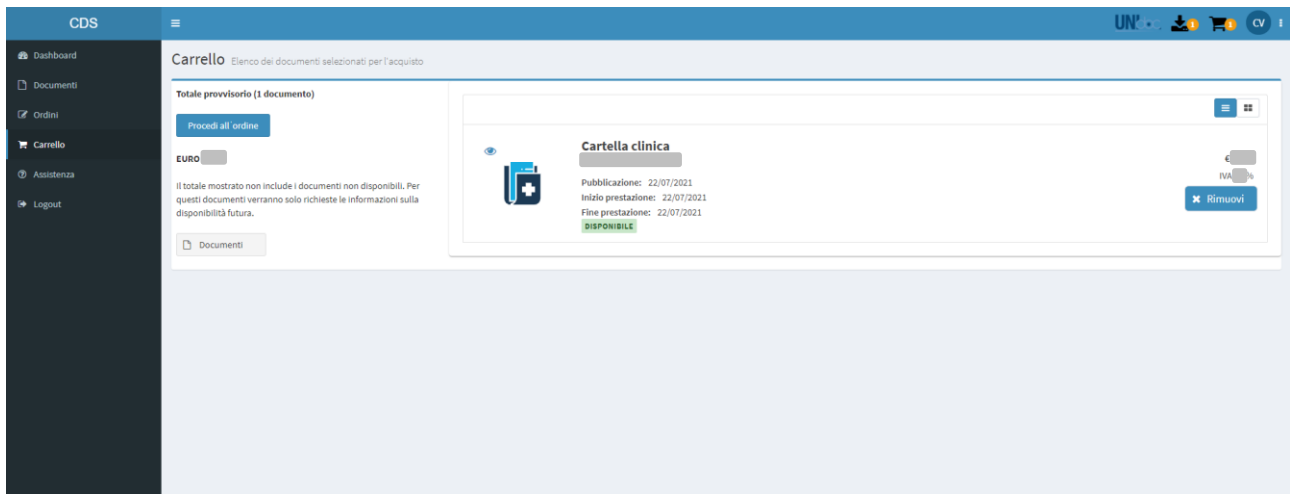 CDS
1
1
CV
Dashboard
Documenti
Ordini
Carrello
Assistenza
Logout
Carrello Elenco dei documenti selezionati per l'acquisto
Totale provvisorio (1 documento)
Procedi all'ordine
EURO
Il totale mostrato non include i documenti non disponibili. Per
questi documenti verranno solo richieste le informazioni sulla
disponibilità futura.
Documenti
Cartella clinica
Pubblicazione: 22/07/2021
Inizio prestazione: 22/07/2021
Fine prestazione: 22/07/2021
DISPONIBILE
€
IVA %
Rimuovi